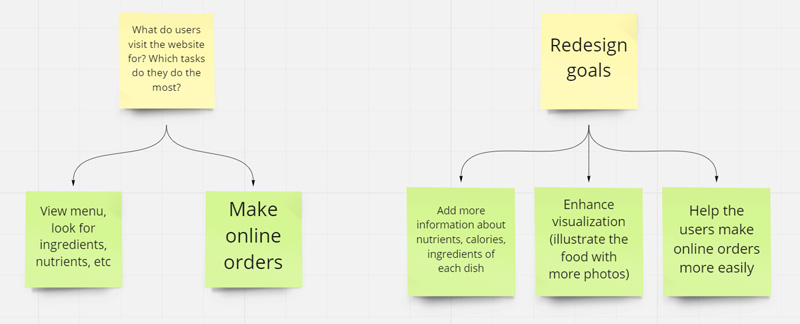 What do users
visit the website
for? Which tasks
do they do the
most?
Redesign
goals
View menu,
look for
ingredients,
nutrients, etc
Make
online
orders
Add more
information about
nutrients, calories,
ingredients of
each dish
Enhance
visualization
(illustrate the
food with
more photos)
Help the
users make
online orders
more easily